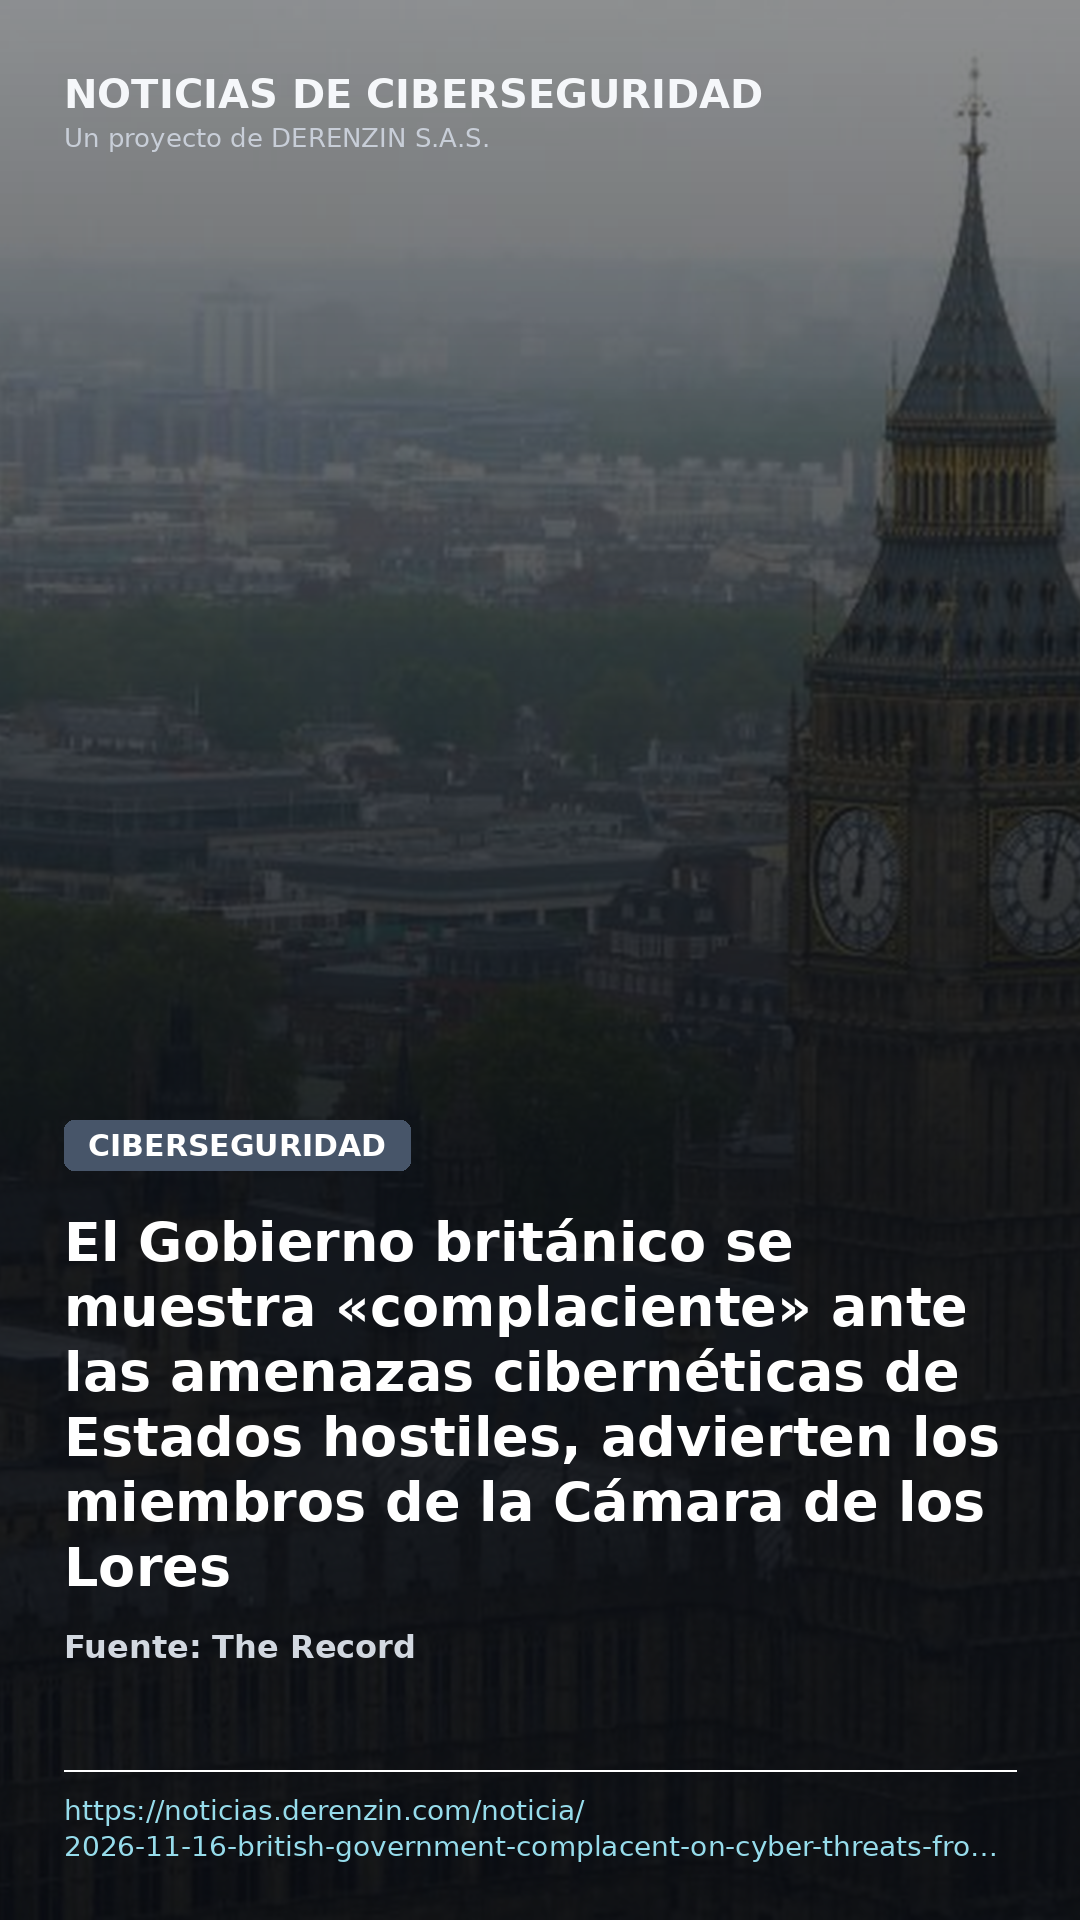 NOTICIAS DE CIBERSEGURIDAD
Un proyecto de DERENZIN S.A.S.
CIBERSEGURIDAD
El Gobierno británico se
muestra «complaciente» ante
las amenazas cibernéticas de
Estados hostiles, advierten los
miembros de la Cámara de los
Lores
Fuente: The Record
https://noticias.derenzin.com/noticia/
2026-11-16-british-government-complacent-on-cyber-threats-fro…